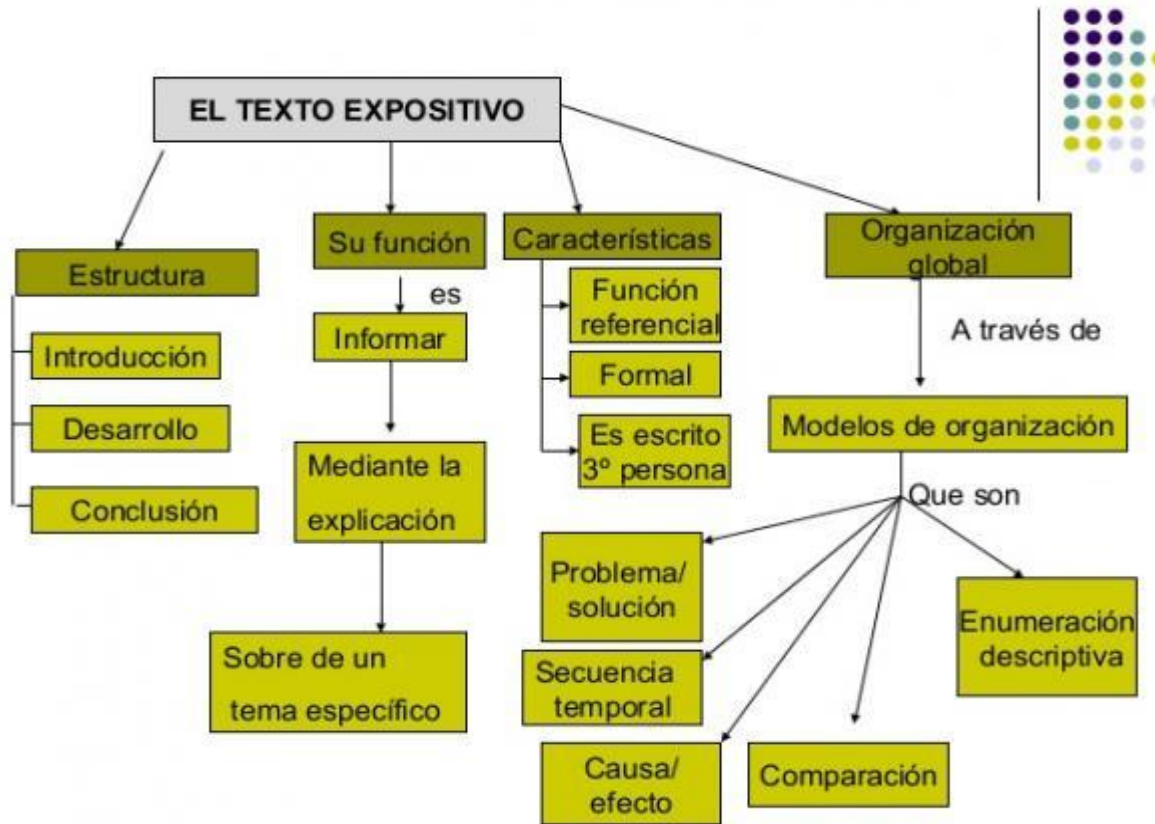 EL TEXTO EXPOSITIVO
Estructura
Introducción
Desarrollo
Conclusión
Su función
es
Informar
Mediante la
explicación
Sobre de un
tema específico
Características
Función
referencial
Formal
Es escrito
3º persona
Organización
global
A través de
Modelos de organización
Que son
Problema/
solución
Secuencia
temporal
Causa/
efecto
Comparación
Enumeración
descriptiva